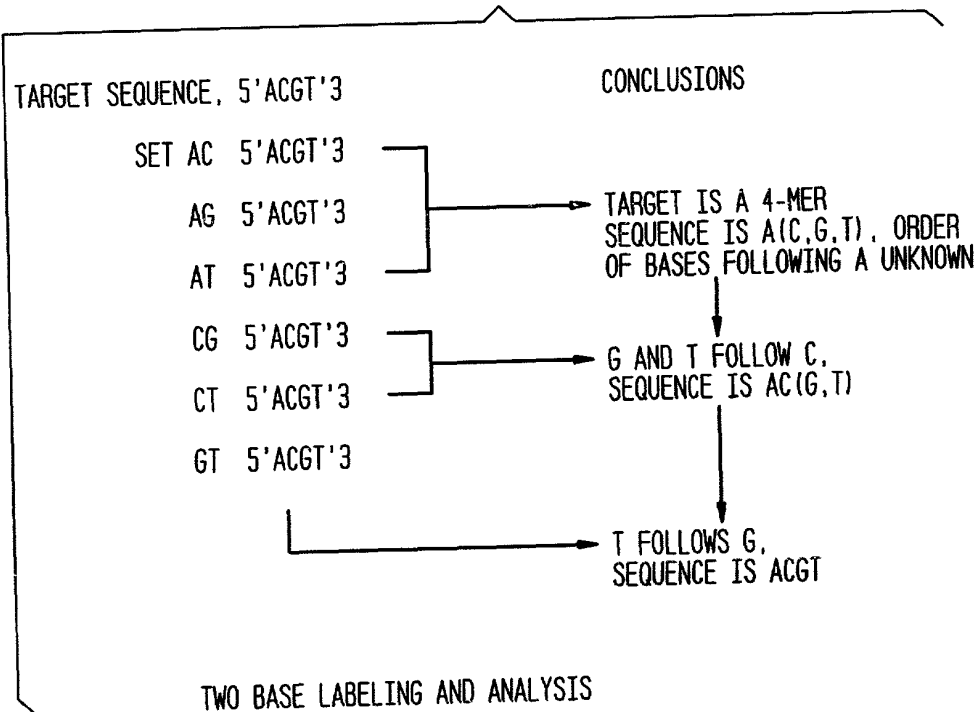 TARGET SEQUENCE, 5'ACGT'3
CONCLUSIONS
SET AC 5'ACGT'3
AG 5'ACGT'3
AT 5'ACGT'3
CG 5'ACGT'3
CT 5'ACGT'3
GT 5'ACGT'3
TARGET IS A 4-MER
SEQUENCE IS A(C,G,T), ORDER
OF BASES FOLLOWING A UNKNOWN
G AND T FOLLOW C,
SEQUENCE IS AC(G,T)
T FOLLOWS G,
SEQUENCE IS ACGT
TWO BASE LABELING AND ANALYSIS